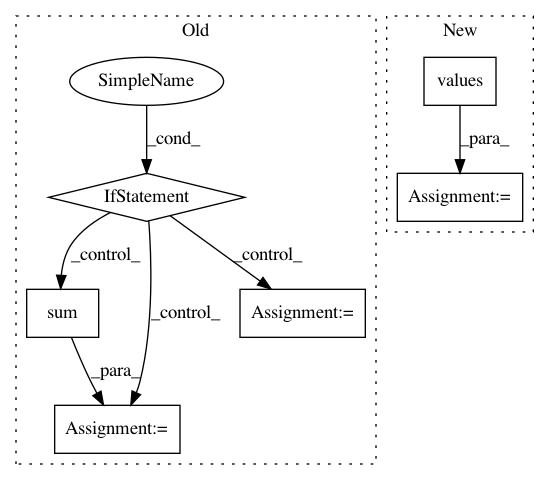 Old
New
SimpleName
values
_cond_
_para_
IfStatement
Assignment:=
_control_
_control_
_control_
sum
Assignment:=
_para_
Assignment:=